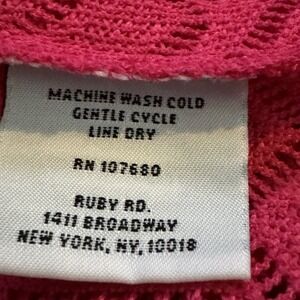 MACHINE WASH COLD
GENTLE CYCLE
LINE DRY
RN 107680
RUBY RD.
1411 BROADWAY
NEW YORK, NY, 10018